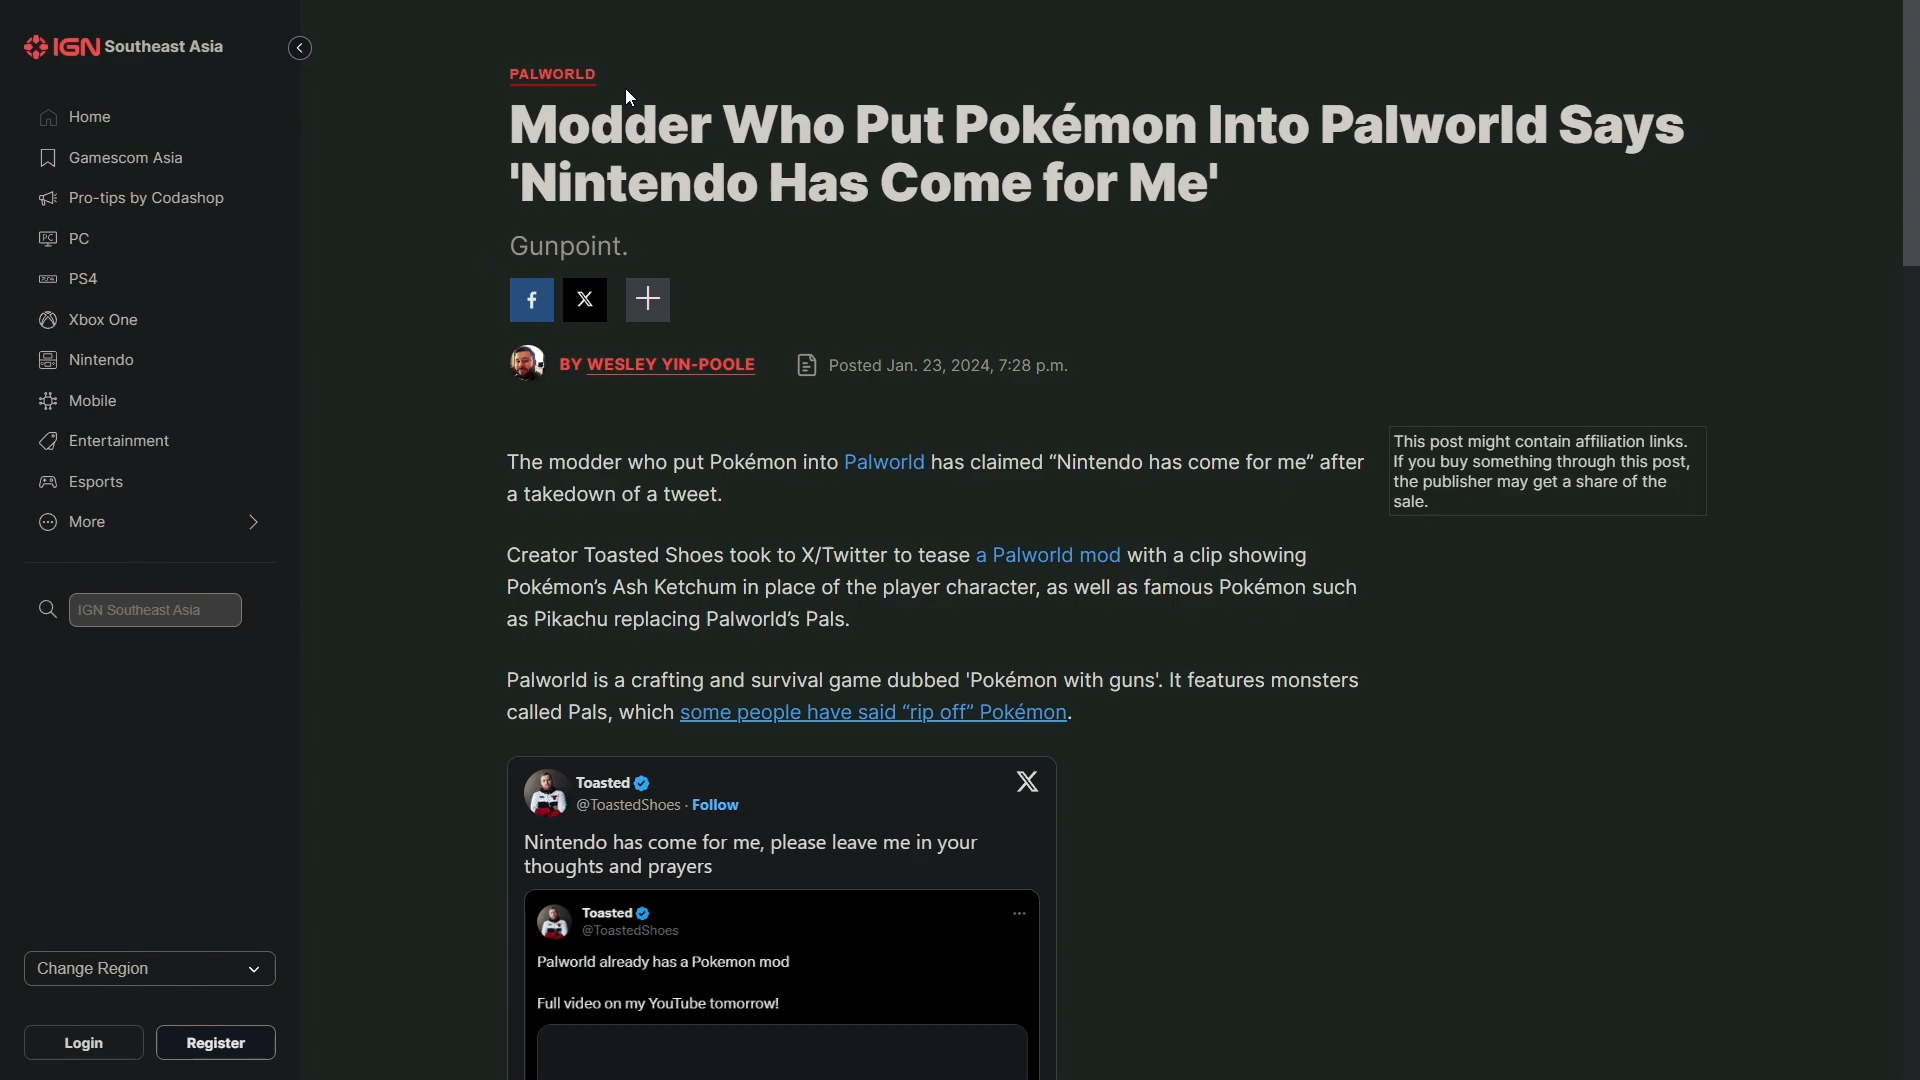 IGN Southeast Asia
Home
Gamescom Asia
Pro-tips by Codashop
PC
PS4
Xbox One
Nintendo
Mobile
Entertainment
Esports
More
IGN Southeast Asia
Change Region
Login
Register
PALWORLD
Modder Who Put Pokémon Into Palworld Says
'Nintendo Has Come for Me'
Gunpoint.
BY WESLEY YIN-POOLE
Posted Jan. 23, 2024, 7:28 p.m.
The modder who put Pokémon into Palworld has claimed “Nintendo has come for me” after
a takedown of a tweet.
This post might contain affiliation links.
If you buy something through this post,
the publisher may get a share of the
sale.
Creator Toasted Shoes took to X/Twitter to tease a Palworld mod with a clip showing
Pokémon’s Ash Ketchum in place of the player character, as well as famous Pokémon such
as Pikachu replacing Palworld’s Pals.
Palworld is a crafting and survival game dubbed 'Pokémon with guns'. It features monsters
called Pals, which some people have said “rip off” Pokémon.
Toasted
@ToastedShoes · Follow
Nintendo has come for me, please leave me in your
thoughts and prayers
Toasted
@ToastedShoes
Palworld already has a Pokemon mod
Full video on my YouTube tomorrow!